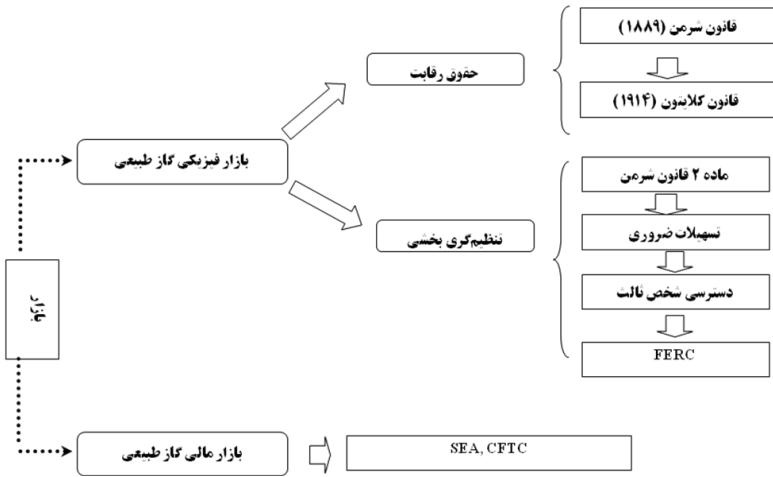 قانون شرمن (۱۸۸۹)
حقوق رقابت
قانون کلایتون (۱۹۱۴)
بازار فیزیکی گاز طبیعی
ماده ۲ قانون شرمن
تنظیم‌گری بخشی
تسهیلات ضروری
دسترسی شخص ثالث
بازار
FERC
بازار مالی گاز طبیعی
SEA, CFTC